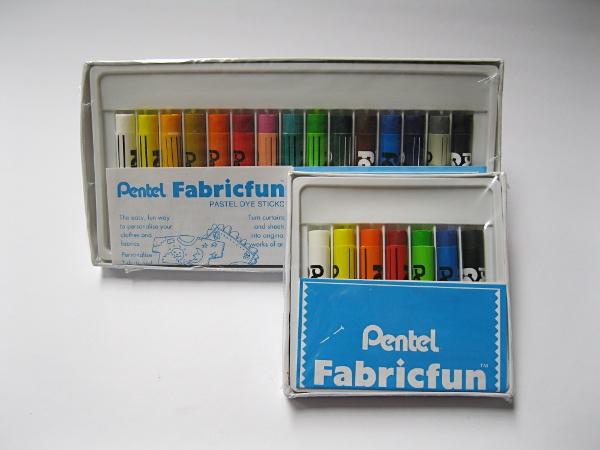 Pentel Fabricfun
PASTEL DYE STICKS
The easy, fun way
to personalise your
clothes and
fabrics
Personalise
Turn curtains
and sheets
into original
works of
Pentel
Fabricfun™